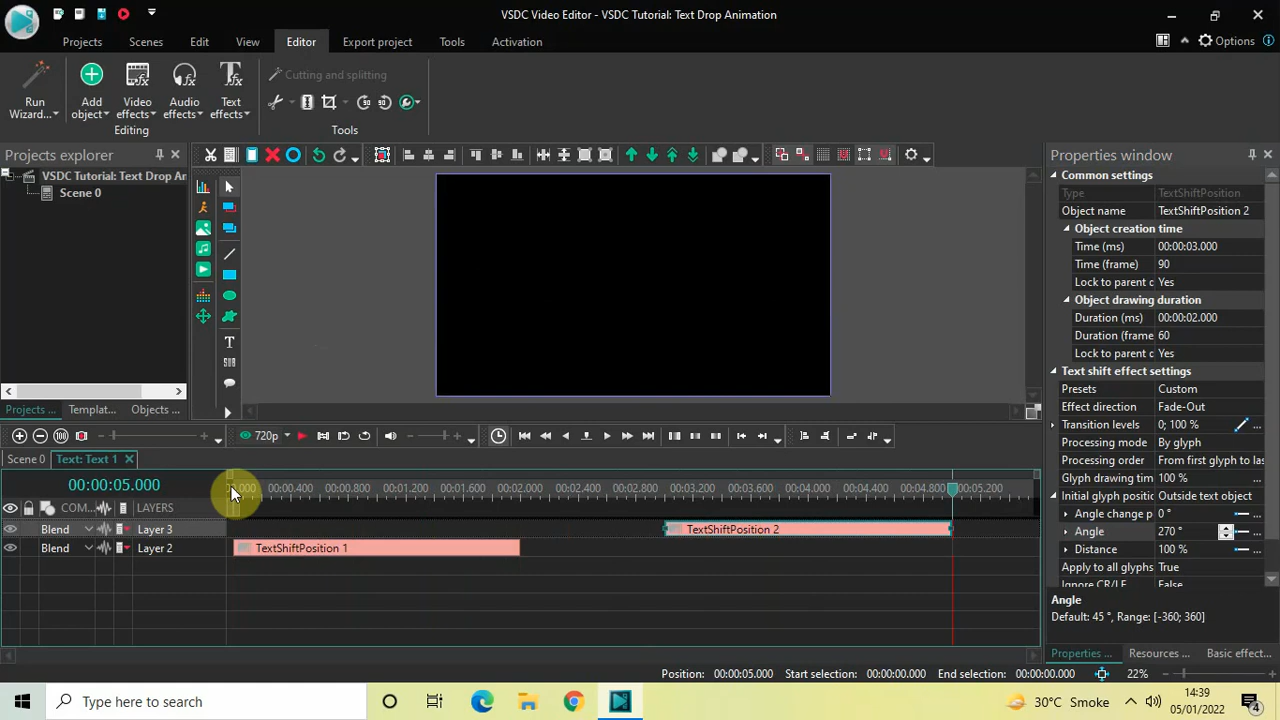 VSDC Video Editor - VSDC Tutorial: Text Drop Animation
Projects Scenes Edit View Editor Export project Tools Activation
Options
Run Wizard...
Add object
Video effects
Audio effects
Text effects
Editing
Cutting and splitting
Tools
Projects explorer
VSDC Tutorial: Text Drop An
Scene 0
Projects ... Templat... Objects ...
Properties window
Common settings
Type TextShiftPosition
Object name TextShiftPosition 2
Object creation time
Time (ms) 00:00:03.000
Time (frame) 90
Lock to parent c Yes
Object drawing duration
Duration (ms) 00:00:02.000
Duration (frame 60
Lock to parent c Yes
Text shift effect settings
Presets Custom
Effect direction Fade-Out
Transition levels 0; 100 % ...
Processing mode By glyph
Processing order From first glyph to la
Glyph drawing time 100 %
Initial glyph position Outside text object
Angle change p 0 ° ...
Angle 270 ° ...
Distance 100 % ...
Apply to all glyphs True
Ignore CR/LF False
Angle
Default: 45 °, Range: [-360; 360]
Properties ... Resources ... Basic effect...
720p
Scene 0 Text: Text 1
00:00:05.000
.000 00:00.400 00:00.800 00:01.200 00:01.600 00:02.000 00:02.400 00:02.800 00:03.200 00:03.600 00:04.000 00:04.400 00:04.800 00:05.200
COM... LAYERS
Blend Layer 3 TextShiftPosition 2
Blend Layer 2 TextShiftPosition 1
Position: 00:00:05.000 Start selection: 00:00:00.000 End selection: 00:00:00.000 22%
Type here to search
30°C Smoke
14:39
05/01/2022
4